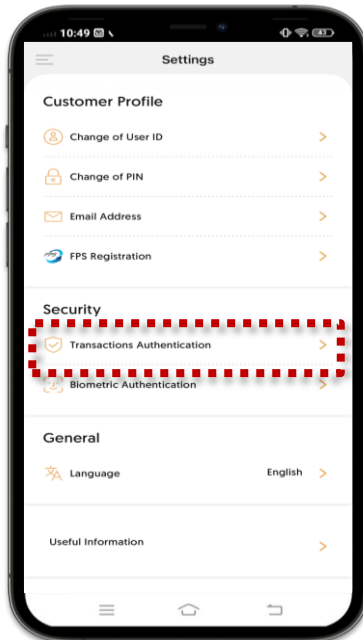 10:49
43
Settings
Customer Profile
Change of User ID
Change of PIN
Email Address
FPS Registration
Security
Transactions Authentication
Biometric Authentication
General
Language English
Useful Information